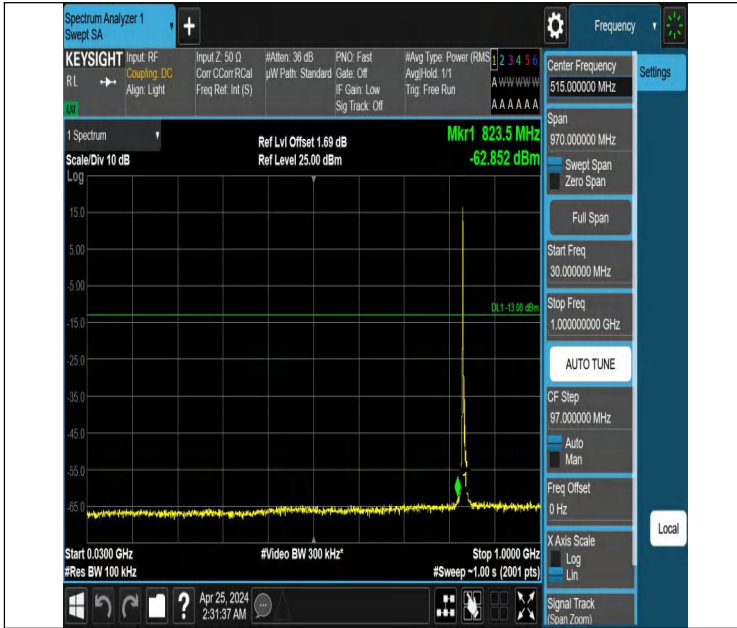 Spectrum Analyzer 1
Swept SA
Frequency
KEYSIGHT
RL
Input: RF
Coupling: DC
Align: Light
Input Z: 50 Ω
Corr CCorr RCal
Freq Ref: Int (S)
#Atten: 36 dB
µW Path: Standard
PNO: Fast
Gate: Off
IF Gain: Low
Sig Track: Off
#Avg Type: Power (RMS
Avg|Hold: 1/1
Trig: Free Run
1 2 3 4 5 6
A W W W W W
A A A A A A
1 Spectrum
Scale/Div 10 dB
Log
Ref Lvl Offset 1.69 dB
Ref Level 25.00 dBm
Mkr1 823.5 MHz
-62.852 dBm
15.0
5.00
-5.00
DL1 -13.00 dBm
-15.0
-25.0
-35.0
-45.0
-55.0
-65.0
Start 0.0300 GHz
#Res BW 100 kHz
#Video BW 300 kHz*
Stop 1.0000 GHz
#Sweep ~1.00 s (2001 pts)
Apr 25, 2024
2:31:37 AM
Center Frequency
515.000000 MHz
Settings
Span
970.000000 MHz
Swept Span
Zero Span
Full Span
Start Freq
30.000000 MHz
Stop Freq
1.000000000 GHz
AUTO TUNE
CF Step
97.000000 MHz
Auto
Man
Freq Offset
0 Hz
X Axis Scale
Log
Lin
Local
Signal Track
(Span Zoom)